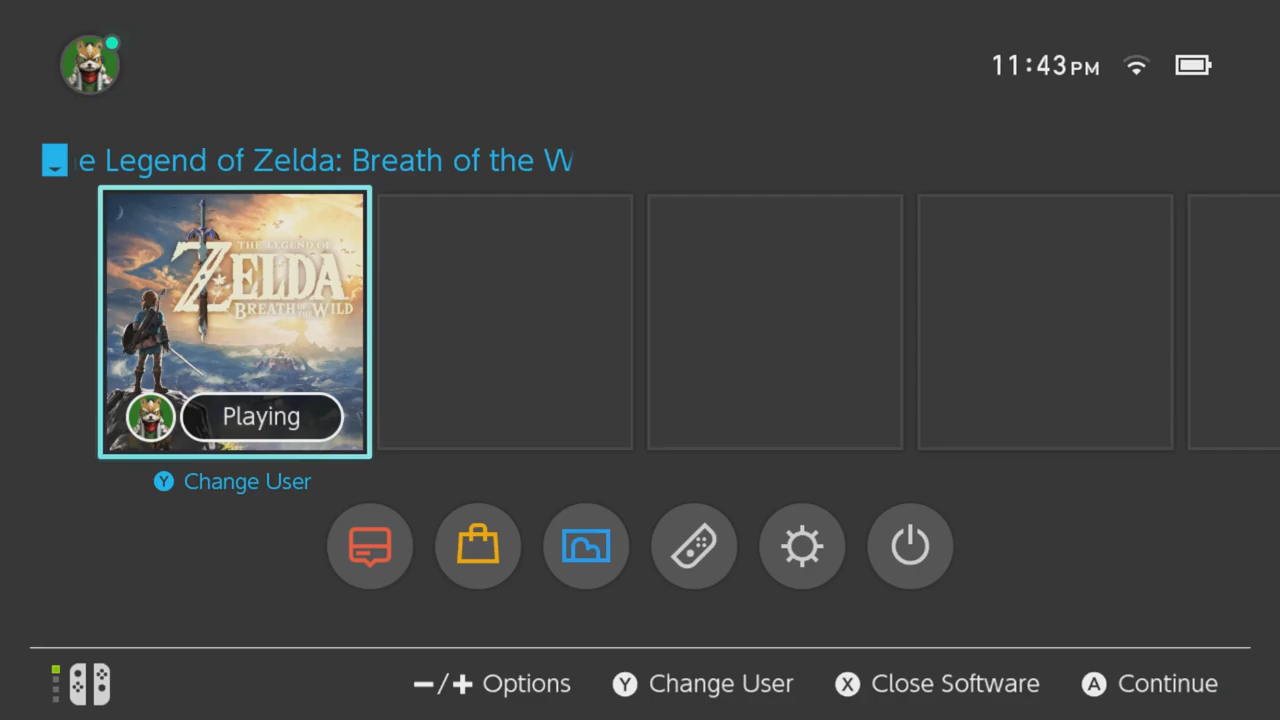 11:43PM
e Legend of Zelda: Breath of the W
THE LEGEND OF
ZELDA
BREATH OF THE WILD
Playing
Y Change User
−/+ Options Y Change User X Close Software A Continue